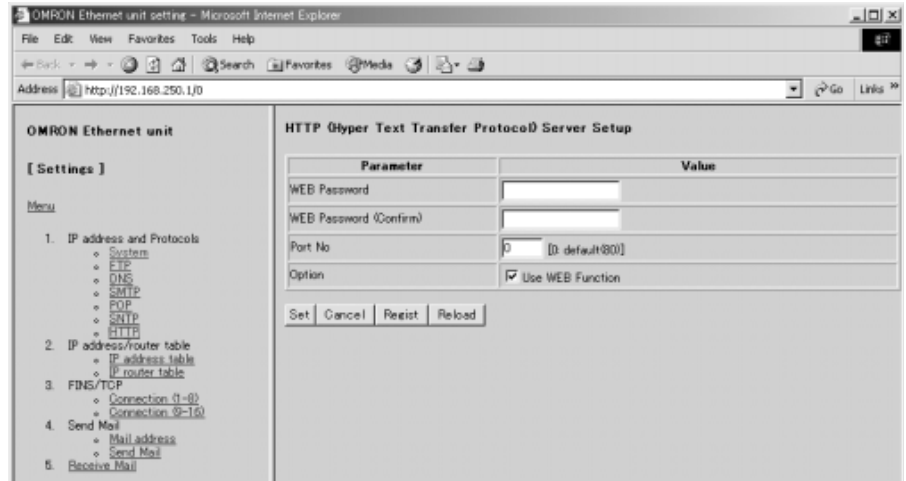 OMRON Ethernet unit setting - Microsoft Internet Explorer
File Edit View Favorites Tools Help
Back Search Favorites Media
Address http://192.168.250.1/0 Go Links »
OMRON Ethernet unit
[ Settings ]
Menu
1. IP address and Protocols
System
FTP
DNS
SMTP
POP
SNTP
HTTP
2. IP address/router table
IP address table
IP router table
3. FINS/TCP
Connection (1-8)
Connection (9-16)
4. Send Mail
Mail address
Send Mail
5. Receive Mail
HTTP (Hyper Text Transfer Protocol) Server Setup
Parameter Value
WEB Password
WEB Password (Confirm)
Port No 0 [0: default(80)]
Option Use WEB Function
Set Cancel Regist Reload